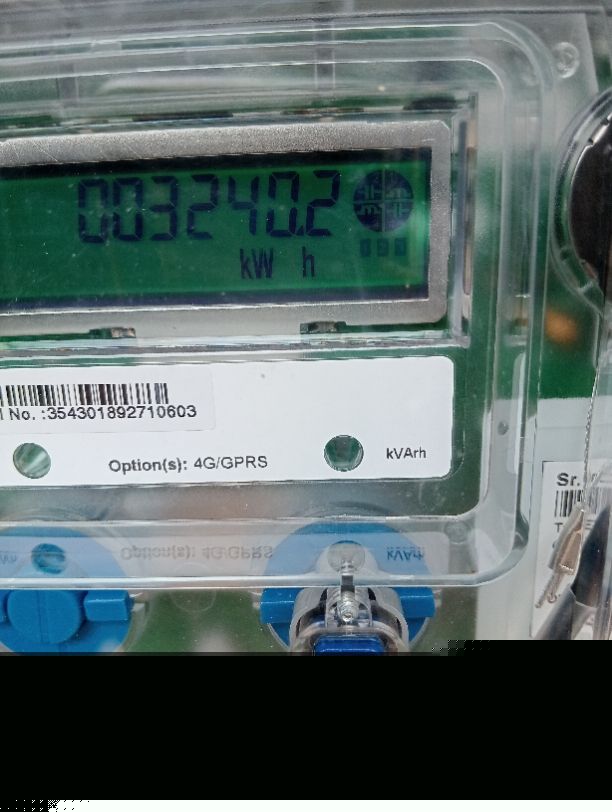 003240.2
kW h
No. :354301892710603
Option(s): 4G/GPRS
kVArh
Sr.